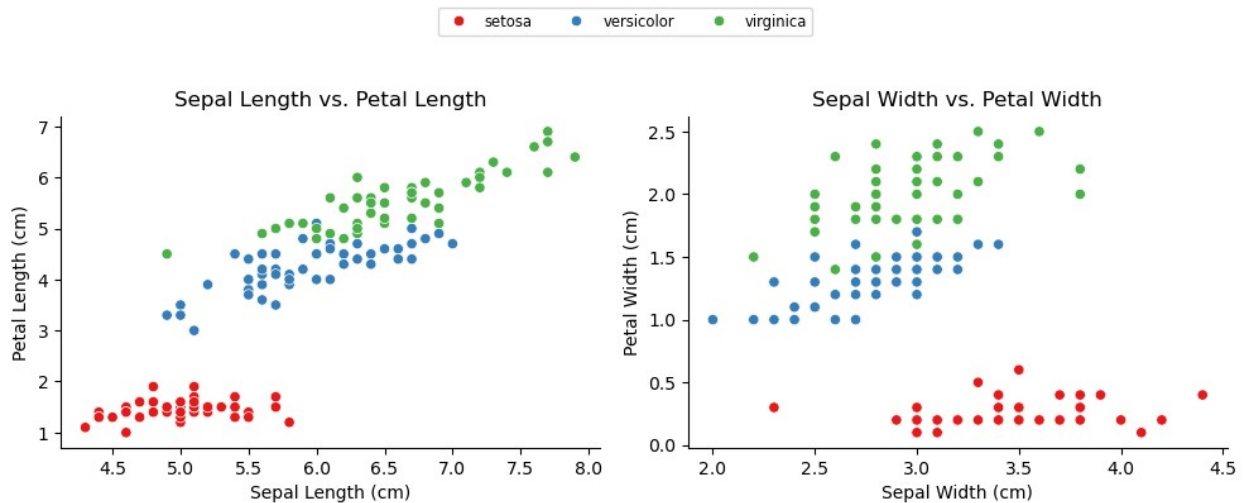 setosa versicolor virginica
Sepal Length vs. Petal Length
Petal Length (cm)
7
6
5
4
3
2
1
4.5 5.0 5.5 6.0 6.5 7.0 7.5 8.0
Sepal Length (cm)
Sepal Width vs. Petal Width
Petal Width (cm)
2.5
2.0
1.5
1.0
0.5
0.0
2.0 2.5 3.0 3.5 4.0 4.5
Sepal Width (cm)